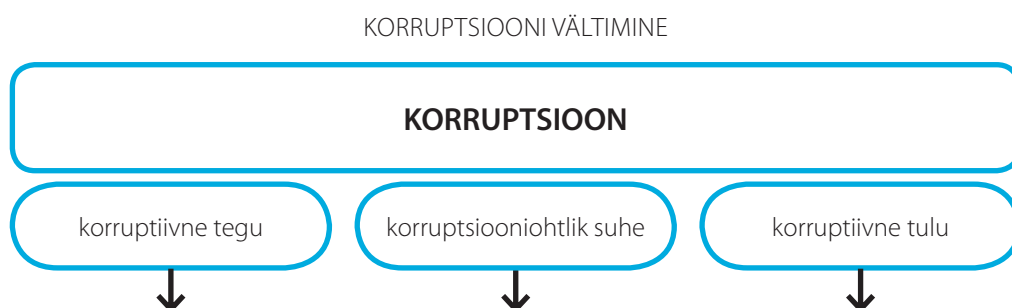 KORRUPTSIOONI VÄLTIMINE
KORRUPTSIOON
korruptiivne tegu
korruptsiooniohtlik suhe
korruptiivne tulu